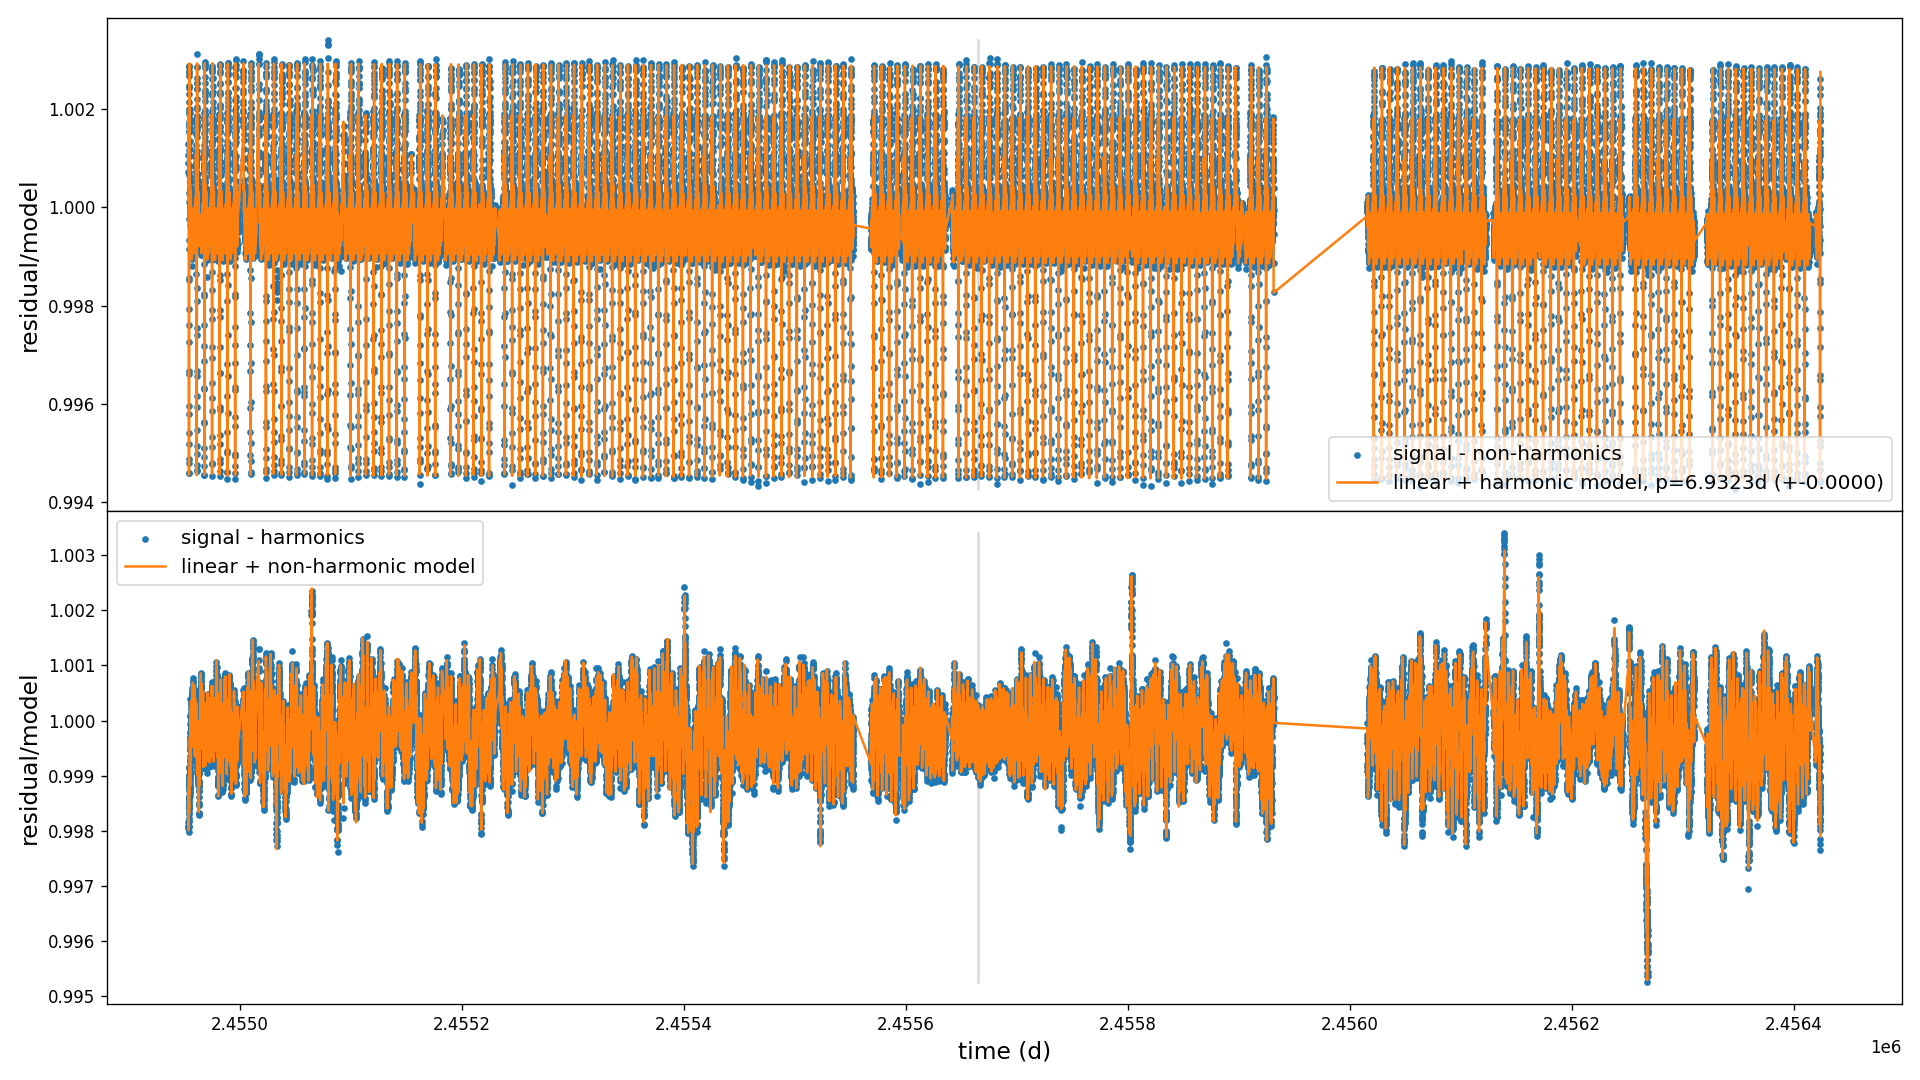 residual/model
1.002
1.000
0.998
0.996
0.994
signal - non-harmonics
linear + harmonic model, p=6.9323d (+-0.0000)
residual/model
1.003
1.002
1.001
1.000
0.999
0.998
0.997
0.996
0.995
signal - harmonics
linear + non-harmonic model
2.4550
2.4552
2.4554
2.4556
2.4558
2.4560
2.4562
2.4564
1e6
time (d)